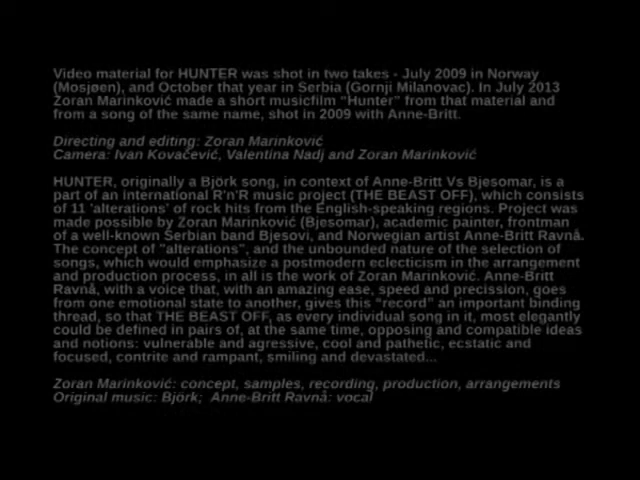 Video material for HUNTER was shot in two takes - July 2009 in Norway
(Mosjøen), and October that year in Serbia (Gornji Milanovac). In July 2013
Zoran Marinković made a short musicfilm “Hunter” from that material and
from a song of the same name, shot in 2009 with Anne-Britt.
Directing and editing: Zoran Marinković
Camera: Ivan Kovačević, Valentina Nadj and Zoran Marinković
HUNTER, originally a Björk song, in context of Anne-Britt Vs Bjesomar, is a
part of an international R'n'R music project (THE BEAST OFF), which consists
of 11 'alterations' of rock hits from the English-speaking regions. Project was
made possible by Zoran Marinković (Bjesomar), academic painter, frontman
of a well-known Serbian band Bjesovi, and Norwegian artist Anne-Britt Ravnå.
The concept of "alterations", and the unbounded nature of the selection of
songs, which would emphasize a postmodern eclecticism in the arrangement
and production process, in all is the work of Zoran Marinković. Anne-Britt
Ravnå, with a voice that, with an amazing ease, speed and precission, goes
from one emotional state to another, gives this “record” an important binding
thread, so that THE BEAST OFF, as every individual song in it, most elegantly
could be defined in pairs of, at the same time, opposing and compatible ideas
and notions: vulnerable and agressive, cool and pathetic, ecstatic and
focused, contrite and rampant, smiling and devastated...
Zoran Marinković: concept, samples, recording, production, arrangements
Original music: Björk; Anne-Britt Ravnå: vocal